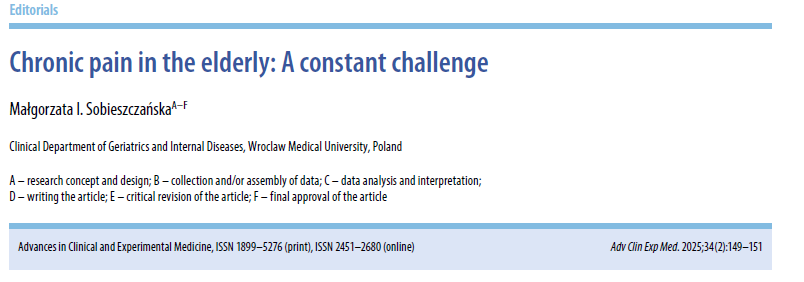 Editorials
Chronic pain in the elderly: A constant challenge
Małgorzata I. SobieszczańskaA–F
Clinical Department of Geriatrics and Internal Diseases, Wroclaw Medical University, Poland
A – research concept and design; B – collection and/or assembly of data; C – data analysis and interpretation;
D – writing the article; E – critical revision of the article; F – final approval of the article
Advances in Clinical and Experimental Medicine, ISSN 1899–5276 (print), ISSN 2451–2680 (online)
Adv Clin Exp Med. 2025;34(2):149–151